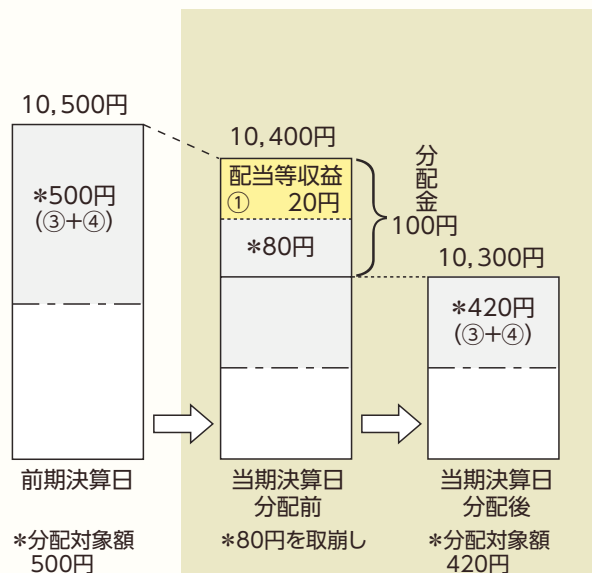 10,500円
*500円
(③+④)
前期決算日
*分配対象額
500円
10,400円
配当等収益
① 20円
*80円
分配金
100円
当期決算日
分配前
*80円を取崩し
10,300円
*420円
(③+④)
当期決算日
分配後
*分配対象額
420円